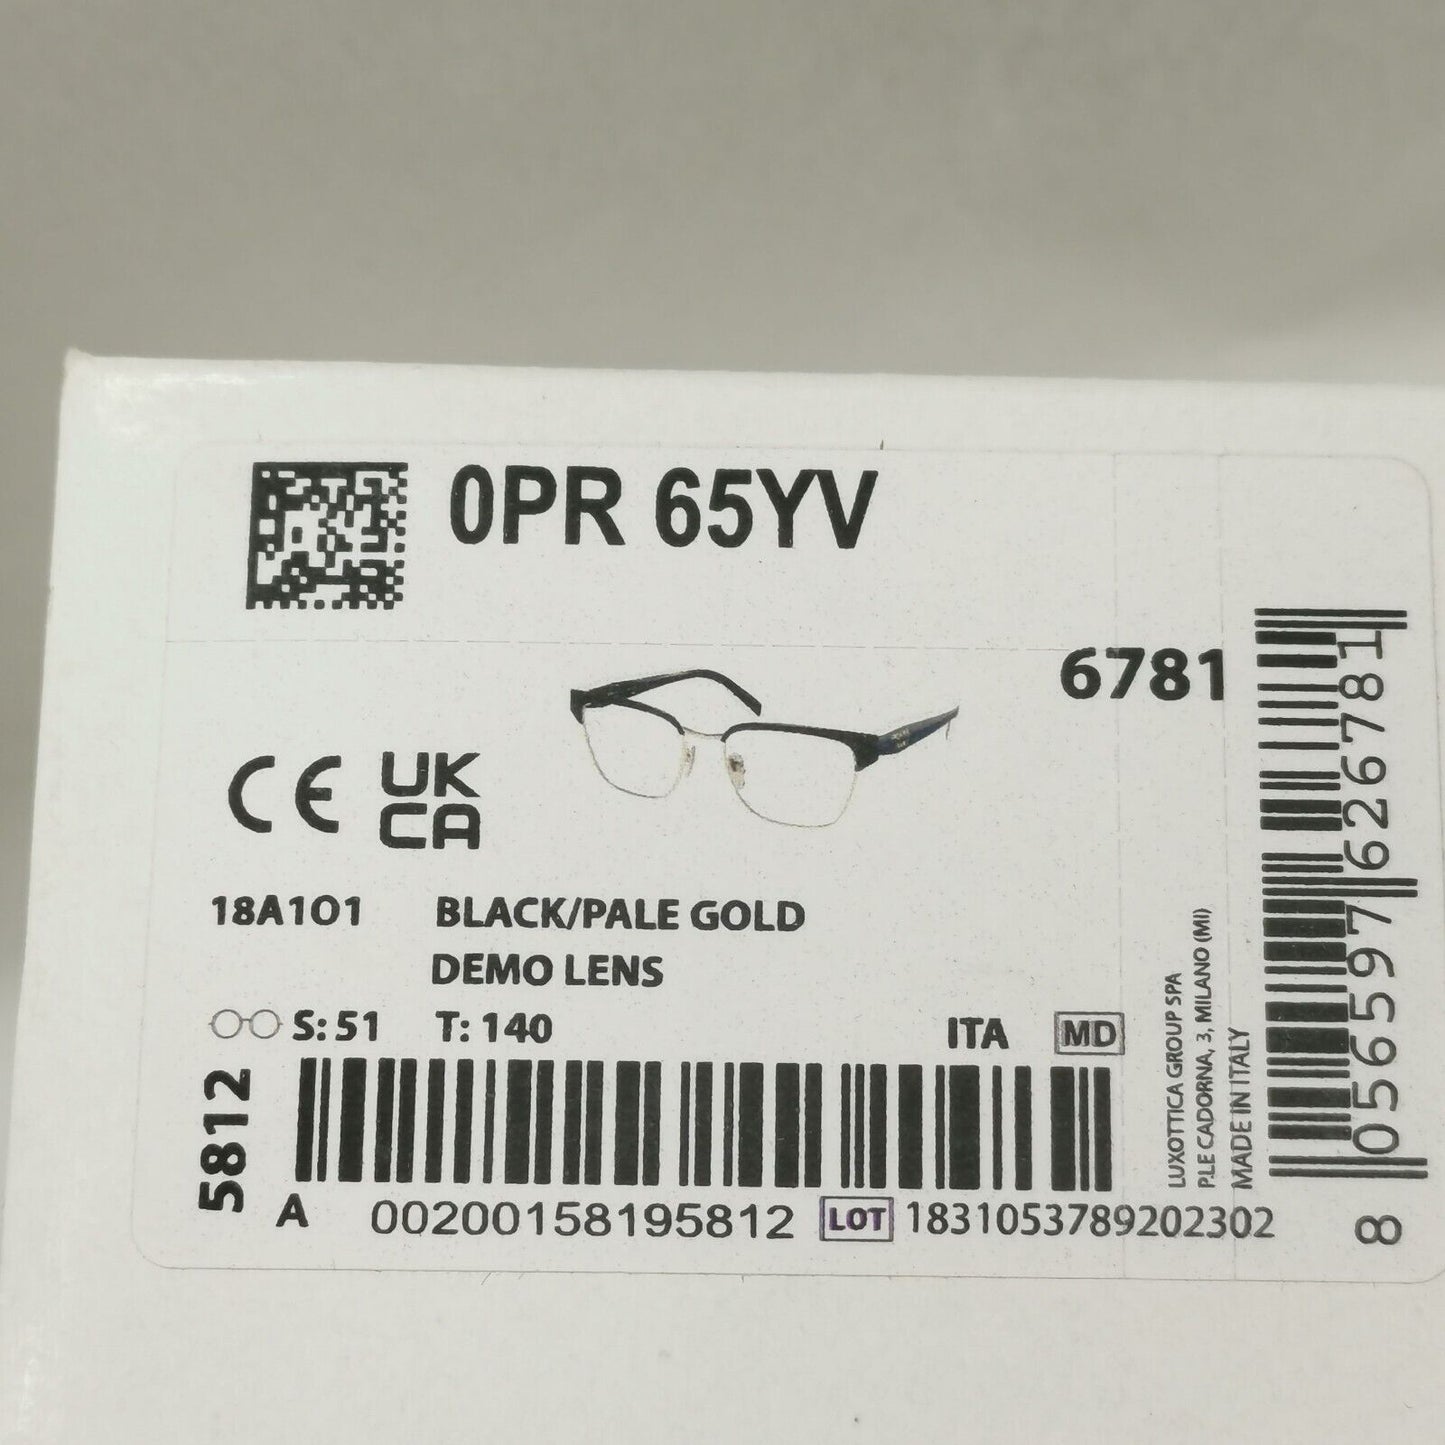 0PR 65YV
6781
CE
UK
CA
18A1O1 BLACK/PALE GOLD
DEMO LENS
S: 51 T: 140 ITA MD
5812
A 00200158195812 LOT 1831053789202302
LUXOTTICA GROUP SPA
P.LE CADORNA, 3, MILANO (MI)
MADE IN ITALY
8 056597 626781